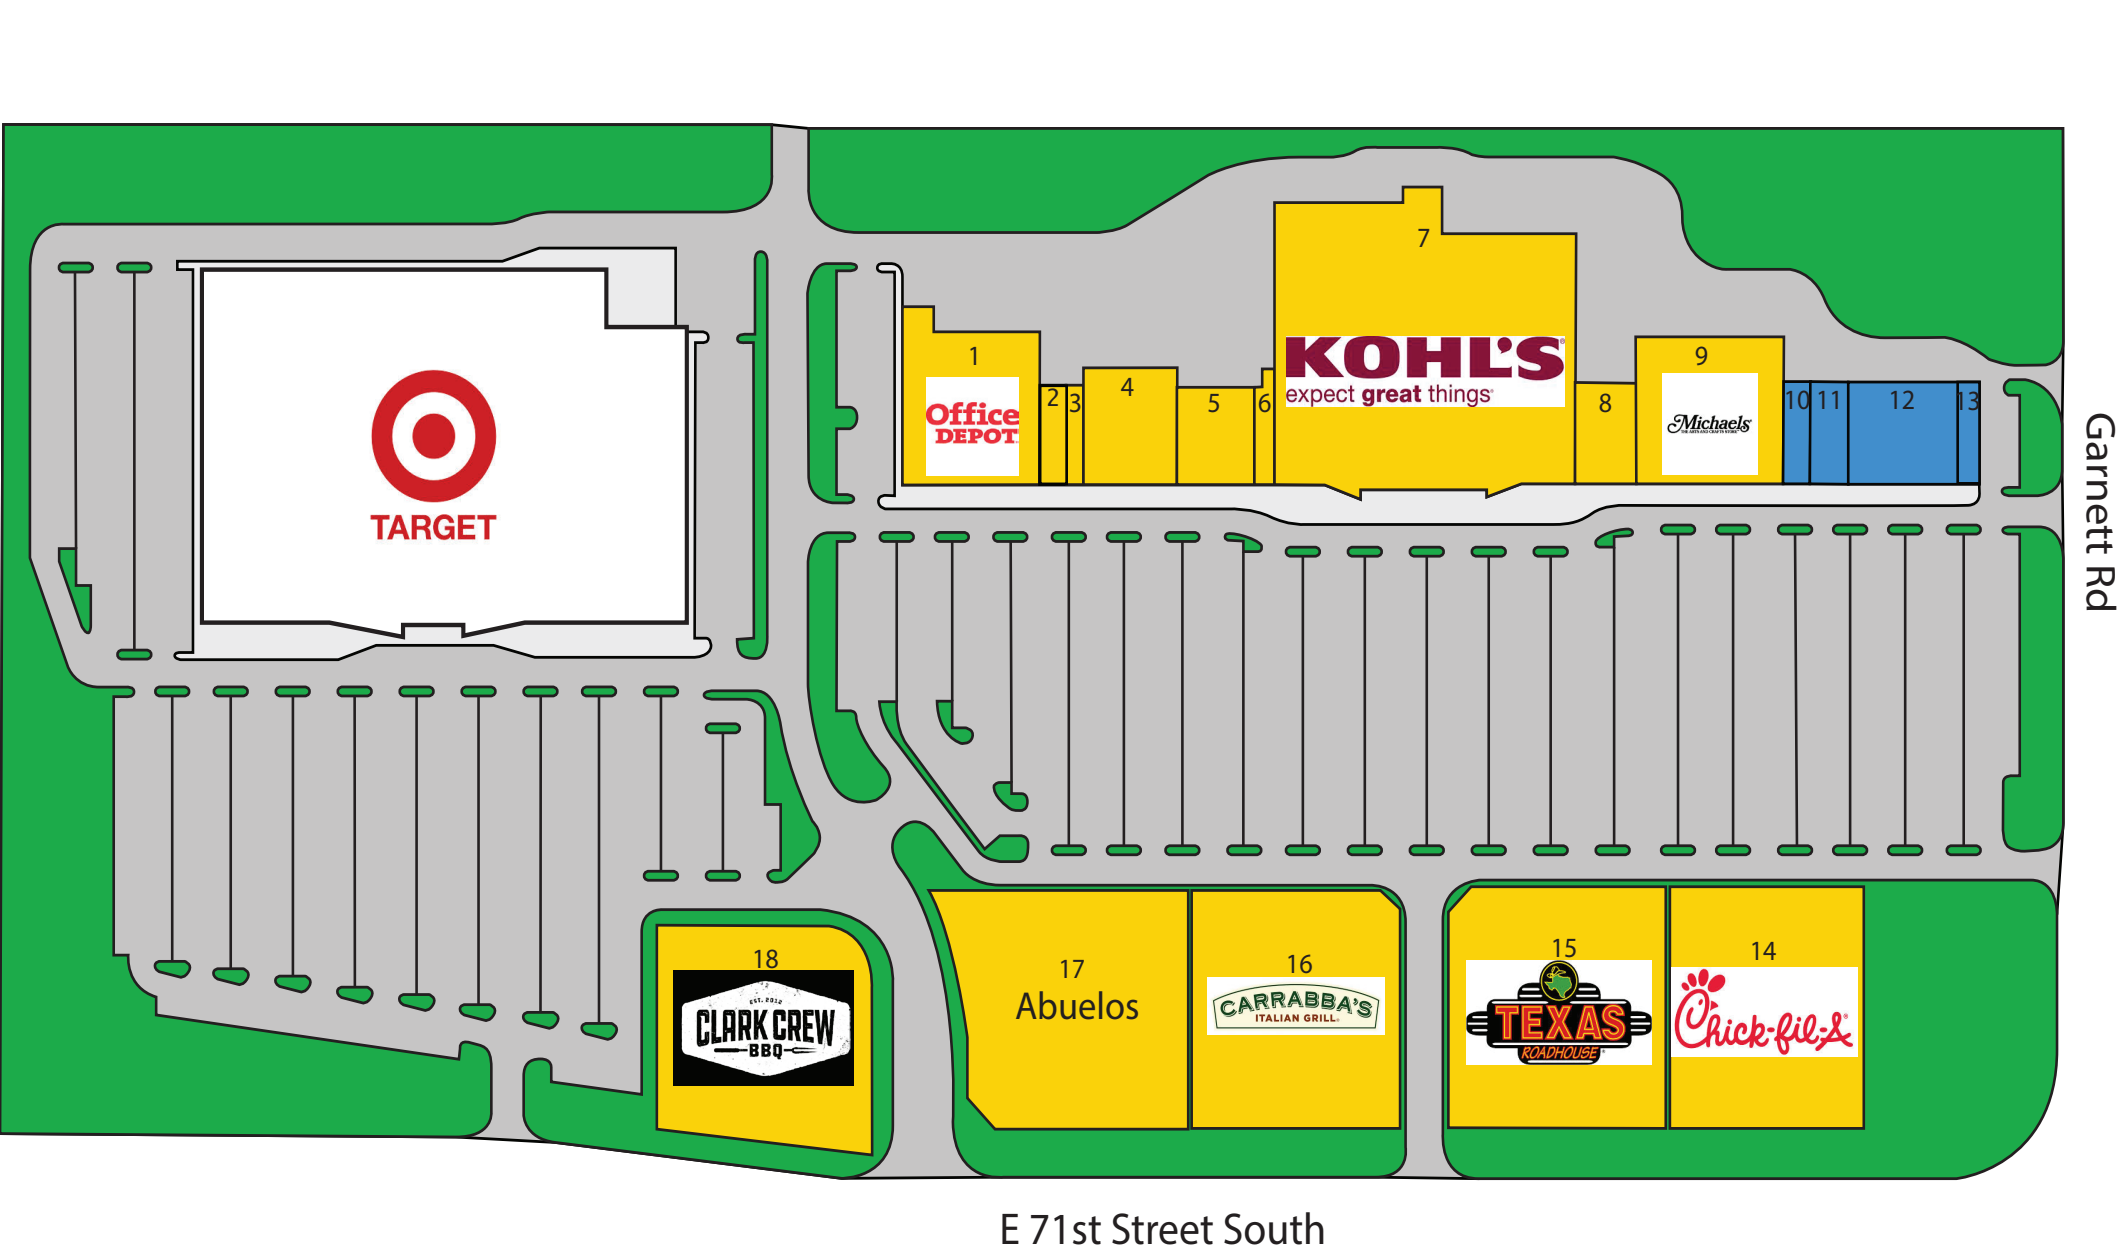 7
KOHL'S
expect great things
1
Office
DEPOT
2
3
4
5
6
8
9
Michaels
10
11
12
13
TARGET
Garnett Rd
18
EST. 2012
CLARK CREW
BBQ
17
Abuelos
16
CARRABBA'S
ITALIAN GRILL
15
TEXAS
ROADHOUSE
14
Chick-fil-A
E 71st Street South